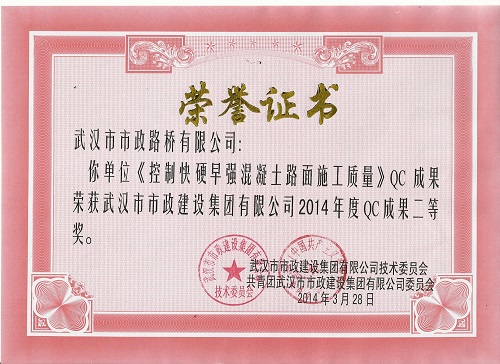 荣誉证书
武汉市市政路桥有限公司:
你单位《控制快硬早强混凝土路面施工质量》QC成果
荣获武汉市市政建设集团有限公司2014年度QC成果二等
奖。
武汉市市政建设集团有限公司技术委员会
共青团武汉市市政建设集团有限公司委员会
2014年3月28日
技术委员会